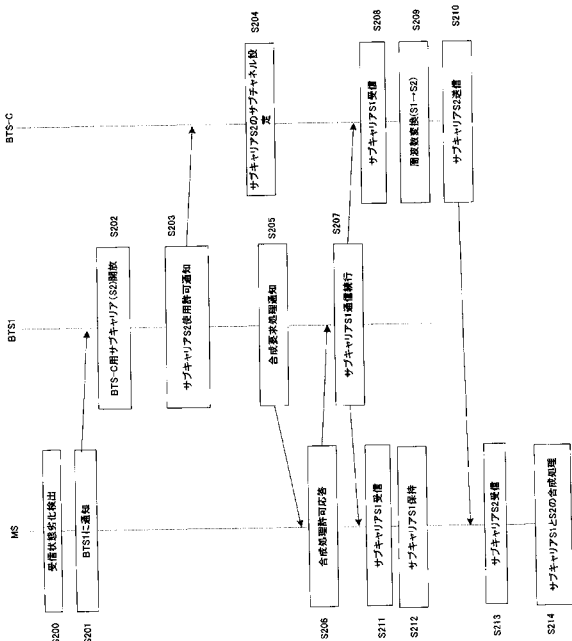 MS
BTS1
BTS-C
S200
受信状態劣化検出
S201
BTS1に通知
S202
BTS-C用サブキャリア(S2)開放
S203
サブキャリアS2使用許可通知
S204
サブキャリアS2のサブチャネル設
定
S205
合成要求処理通知
S206
合成処理許可応答
S207
サブキャリアS1通信続行
S208
サブキャリアS1受信
S209
周波数変換(S1→S2)
S210
サブキャリアS2送信
S211
サブキャリアS1受信
S212
サブキャリアS1保持
S213
サブキャリアS2受信
S214
サブキャリアS1とS2の合成処理